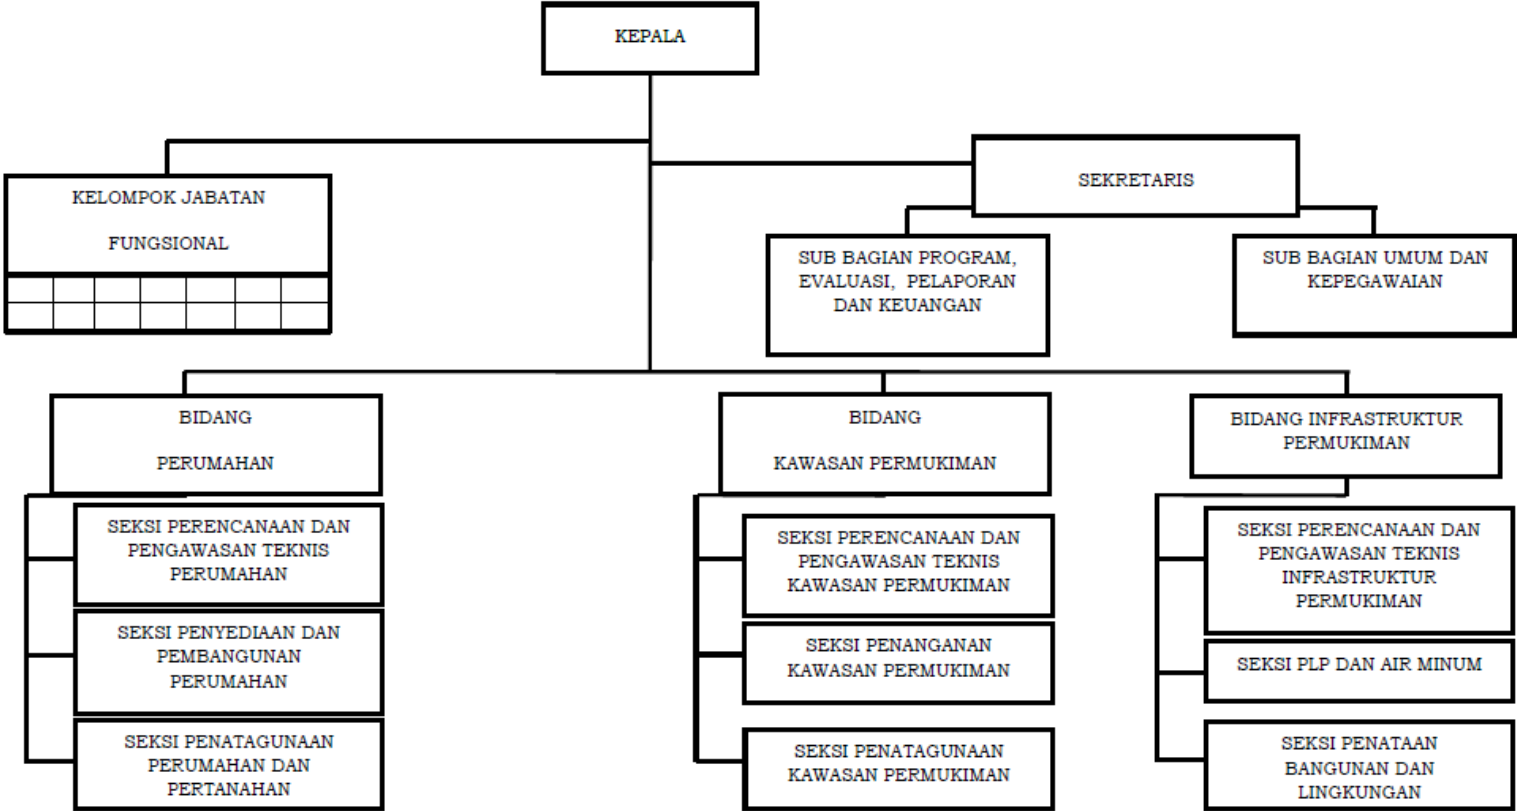 KEPALA
SEKRETARIS
KELOMPOK JABATAN
FUNGSIONAL
SUB BAGIAN PROGRAM,
EVALUASI, PELAPORAN
DAN KEUANGAN
SUB BAGIAN UMUM DAN
KEPEGAWAIAN
BIDANG
PERUMAHAN
SEKSI PERENCANAAN DAN
PENGAWASAN TEKNIS
PERUMAHAN
SEKSI PENYEDIAAN DAN
PEMBANGUNAN
PERUMAHAN
SEKSI PENATAGUNAAN
PERUMAHAN DAN
PERTANAHAN
BIDANG
KAWASAN PERMUKIMAN
SEKSI PERENCANAAN DAN
PENGAWASAN TEKNIS
KAWASAN PERMUKIMAN
SEKSI PENANGANAN
KAWASAN PERMUKIMAN
SEKSI PENATAGUNAAN
KAWASAN PERMUKIMAN
BIDANG INFRASTRUKTUR
PERMUKIMAN
SEKSI PERENCANAAN DAN
PENGAWASAN TEKNIS
INFRASTRUKTUR
PERMUKIMAN
SEKSI PLP DAN AIR MINUM
SEKSI PENATAAN
BANGUNAN DAN
LINGKUNGAN